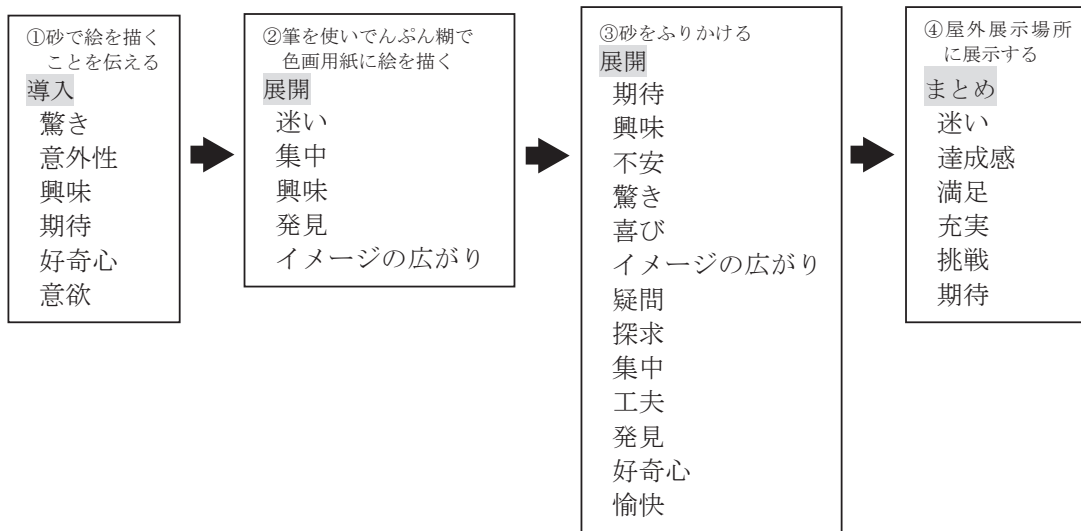 ①砂で絵を描く
ことを伝える
導入
驚き
意外性
興味
期待
好奇心
意欲
②筆を使いでんぷん糊で
色画用紙に絵を描く
展開
迷い
集中
興味
発見
イメージの広がり
③砂をふりかける
展開
期待
興味
不安
驚き
喜び
イメージの広がり
疑問
探求
集中
工夫
発見
好奇心
愉快
④屋外展示場所
に展示する
まとめ
迷い
達成感
満足
充実
挑戦
期待